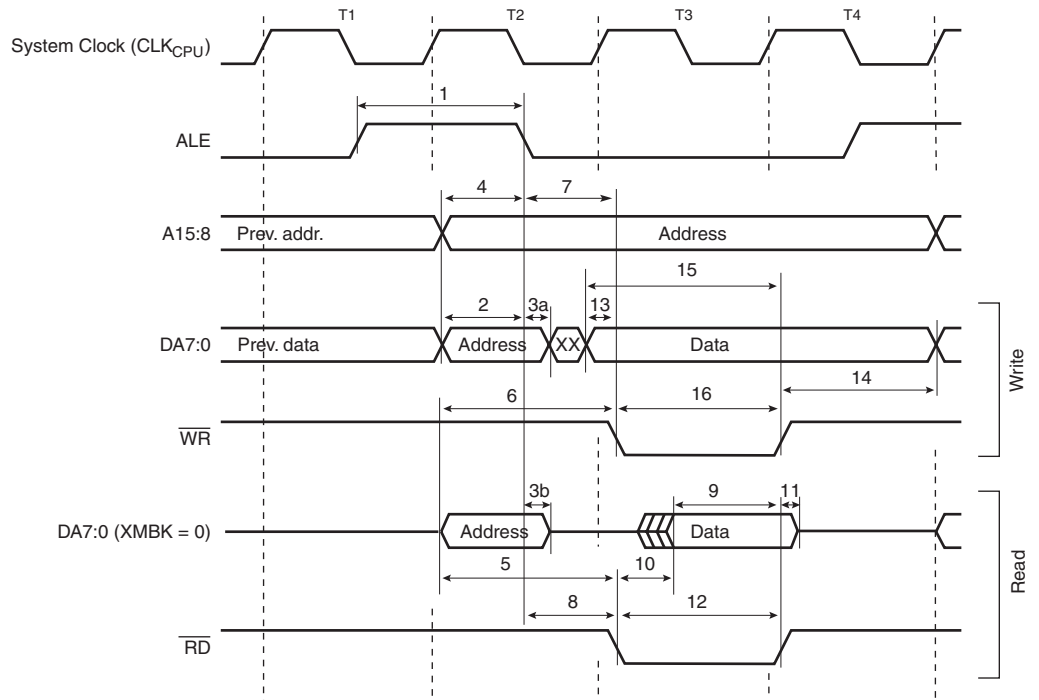 T1 T2 T3 T4
System Clock (CLKCPU)
1
ALE
4 7
A15:8 Prev. addr. Address
15
2 3a 13
DA7:0 Prev. data Address XX Data
14
6 16
WR
Write
3b 9 11
DA7:0 (XMBK = 0) Address Data
5 10
8 12
RD
Read